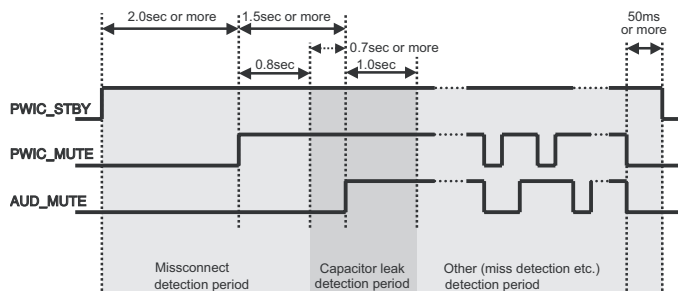 2.0sec or more
1.5sec or more
50ms
or more
0.7sec or more
0.8sec
1.0sec
PWIC_STBY
PWIC_MUTE
AUD_MUTE
Missconnect
detection period
Capacitor leak
detection period
Other (miss detection etc.)
detection period